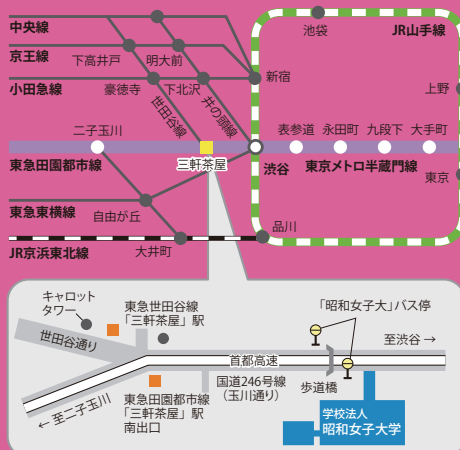 中央線
京王線
小田急線
下高井戸
明大前
豪徳寺
下北沢
世田谷線
井の頭線
池袋
JR山手線
新宿
上野
二子玉川
表参道
永田町
九段下
大手町
東急田園都市線
三軒茶屋
渋谷
東京メトロ半蔵門線
東京
東急東横線
自由が丘
品川
JR京浜東北線
大井町
キャロット
タワー
東急世田谷線
「三軒茶屋」駅
「昭和女子大」バス停
世田谷通り
至渋谷 →
首都高速
国道246号線
(玉川通り)
歩道橋
← 至二子玉川
東急田園都市線
「三軒茶屋」駅
南出口
学校法人
昭和女子大学